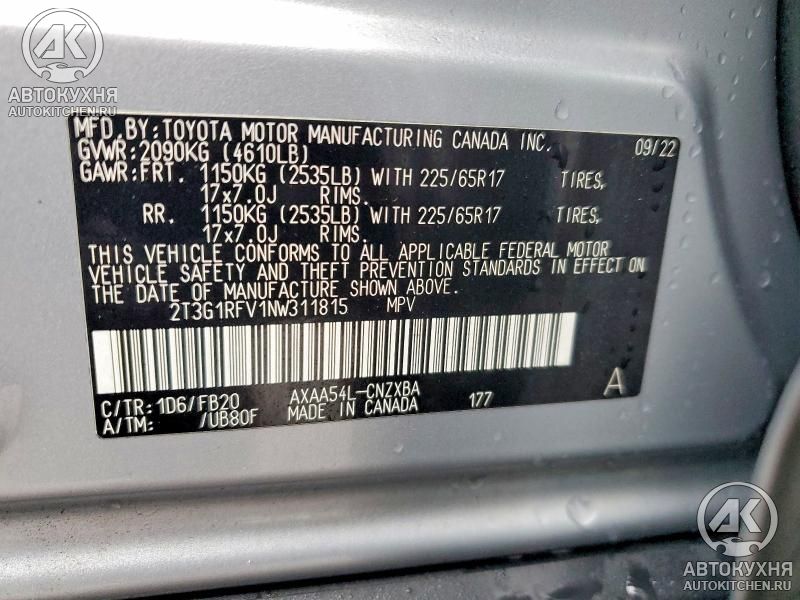 АК
АВТОКУХНЯ
AUTOKITCHEN.RU
MFD.BY:TOYOTA MOTOR MANUFACTURING CANADA INC. 09/22
GVWR:2090KG (4610LB)
GAWR:FRT. 1150KG (2535LB) WITH 225/65R17 TIRES,
17x7.0J RIMS.
RR. 1150KG (2535LB) WITH 225/65R17 TIRES,
17x7.0J RIMS.
THIS VEHICLE CONFORMS TO ALL APPLICABLE FEDERAL MOTOR
VEHICLE SAFETY AND THEFT PREVENTION STANDARDS IN EFFECT ON
THE DATE OF MANUFACTURE SHOWN ABOVE.
2T3G1RFV1NW311815 MPV
C/TR:1D6/FB20 AXAA54L-CNZXBA A
A/TM: /UB80F MADE IN CANADA 177
АК
АВТОКУХНЯ
AUTOKITCHEN.RU